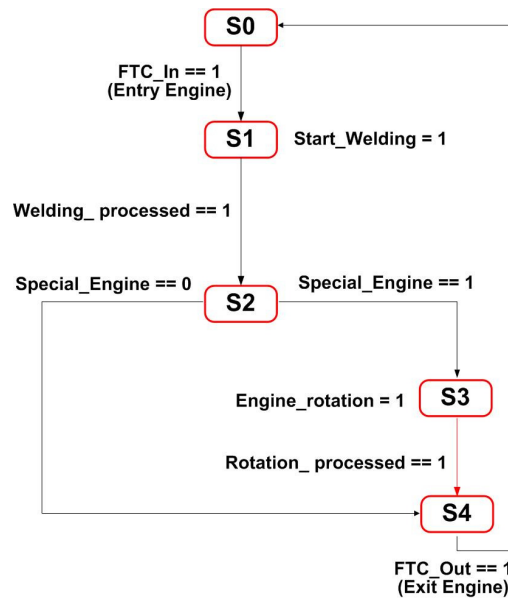 S0
FTC_In == 1
(Entry Engine)
S1
Start_Welding = 1
Welding_ processed == 1
Special_Engine == 0
Special_Engine == 1
S2
S3
Engine_rotation = 1
Rotation_ processed == 1
S4
FTC_Out == 1
(Exit Engine)